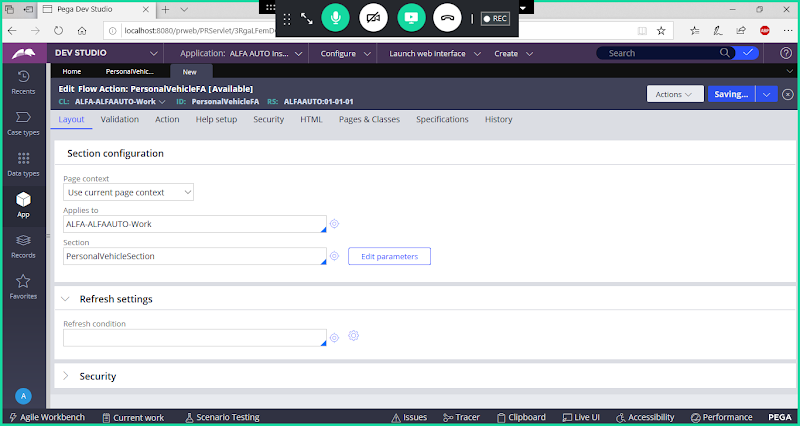 Pega Dev Studio
REC
localhost:8080/prweb/PRServlet/3RgaLFemD
ABP
DEV STUDIO
Application: ALFA AUTO Ins...
Configure
Launch web interface
Create
Search
Home
PersonalVehic...
New
Edit Flow Action: PersonalVehicleFA [Available]
CL: ALFA-ALFAAUTO-Work ID: PersonalVehicleFA RS: ALFAAUTO:01-01-01
Actions
Saving...
Recents
Case types
Data types
App
Records
Favorites
A
Layout
Validation
Action
Help setup
Security
HTML
Pages & Classes
Specifications
History
Section configuration
Page context
Use current page context
Applies to
ALFA-ALFAAUTO-Work
Section
PersonalVehicleSection
Edit parameters
Refresh settings
Refresh condition
Security
Agile Workbench
Current work
Scenario Testing
Issues
Tracer
Clipboard
Live UI
Accessibility
Performance
PEGA